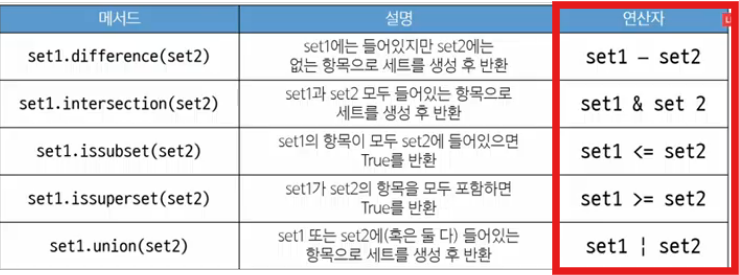 메서드 설명 연산자
set1.difference(set2) set1에는 들어있지만 set2에는 set1 – set2
없는 항목으로 세트를 생성 후 반환
set1.intersection(set2) set1과 set2 모두 들어있는 항목으로 set1 & set 2
세트를 생성 후 반환
set1.issubset(set2) set1의 항목이 모두 set2에 들어있으면 set1 <= set2
True를 반환
set1.issuperset(set2) set1가 set2의 항목을 모두 포함하면 set1 >= set2
True를 반환
set1.union(set2) set1 또는 set2에(혹은 둘 다) 들어있는 set1 ¦ set2
항목으로 세트를 생성 후 반환